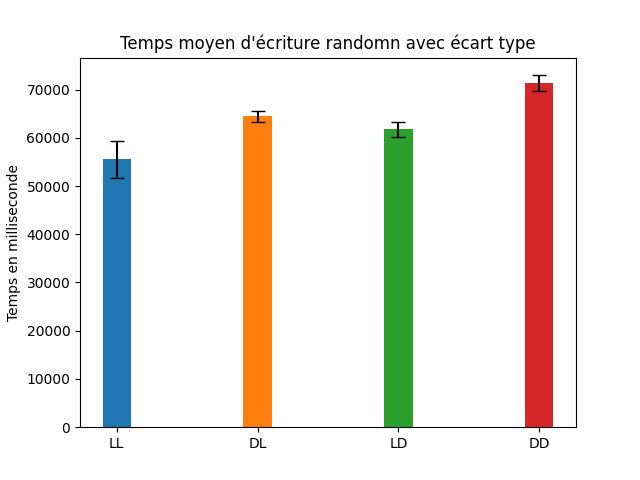 Temps moyen d'écriture randomn avec écart type
Temps en milliseconde
70000
60000
50000
40000
30000
20000
10000
0
LL DL LD DD